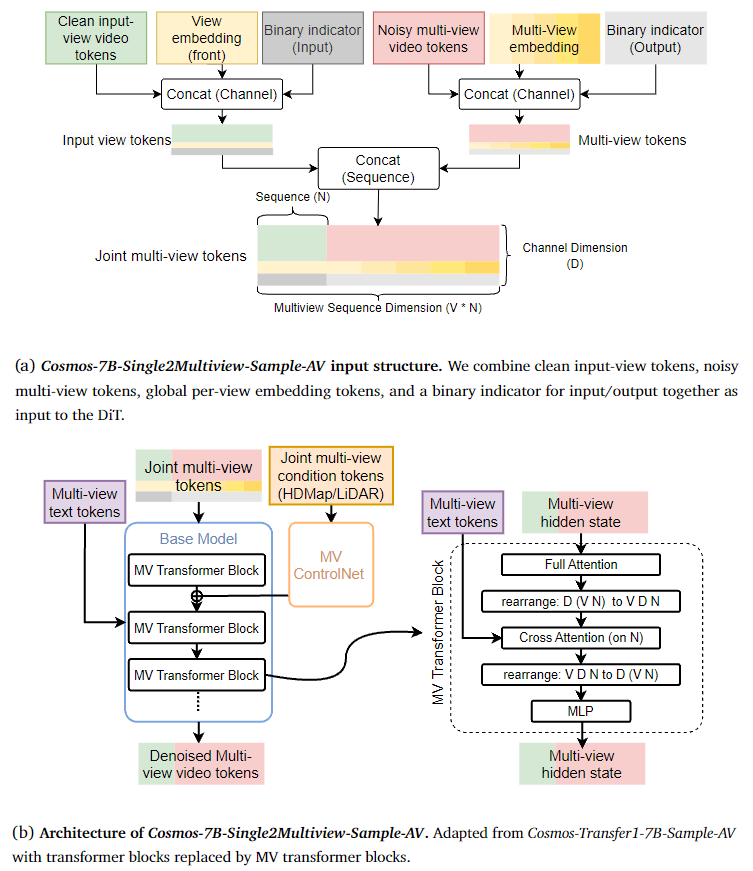 Clean input-
view video
tokens
View
embedding
(front)
Binary indicator
(Input)
Noisy multi-view
video tokens
Multi-View
embedding
Binary indicator
(Output)
Concat (Channel)
Concat (Channel)
Input view tokens
Multi-view tokens
Concat
(Sequence)
Sequence (N)
Joint multi-view tokens
Channel Dimension
(D)
Multiview Sequence Dimension (V * N)
(a) Cosmos-7B-Single2Multiview-Sample-AV input structure. We combine clean input-view tokens, noisy
multi-view tokens, global per-view embedding tokens, and a binary indicator for input/output together as
input to the DiT.
Joint multi-view
tokens
Joint multi-view
condition tokens
(HDMap/LiDAR)
Multi-view
text tokens
Base Model
MV Transformer Block
MV
ControlNet
MV Transformer Block
MV Transformer Block
Denoised Multi-
view video tokens
Multi-view
text tokens
Multi-view
hidden state
MV Transformer Block
Full Attention
rearrange: D (V N) to V D N
Cross Attention (on N)
rearrange: V D N to D (V N)
MLP
Multi-view
hidden state
(b) Architecture of Cosmos-7B-Single2Multiview-Sample-AV. Adapted from Cosmos-Transfer1-7B-Sample-AV
with transformer blocks replaced by MV transformer blocks.